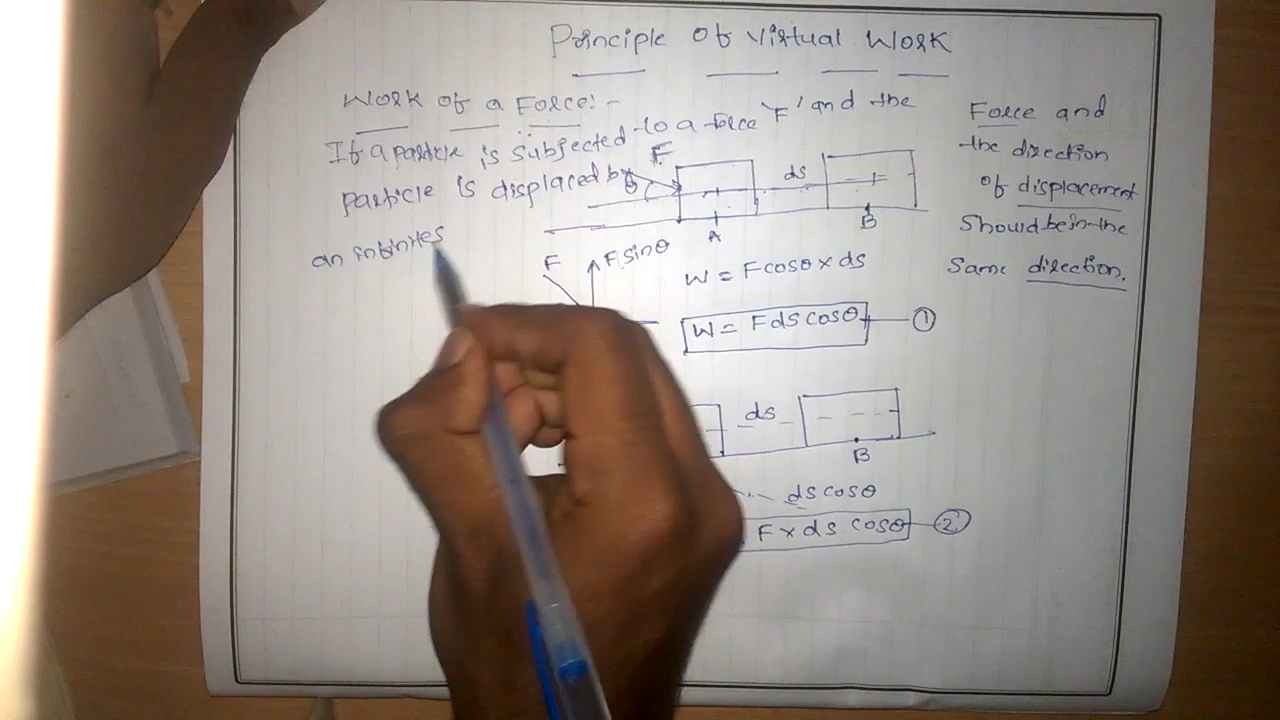 Principle of Virtual Work
Work of a Force:-
If a particle is subjected to a force 'F' and the
particle is displaced by
an infinites
F
θ
ds
A
B
F
F sinθ
W = Fcosθ × ds
W = F ds cosθ
①
ds
B
ds cosθ
F × ds cosθ
②
Force and
the direction
of displacement
Should be in the
Same direction.